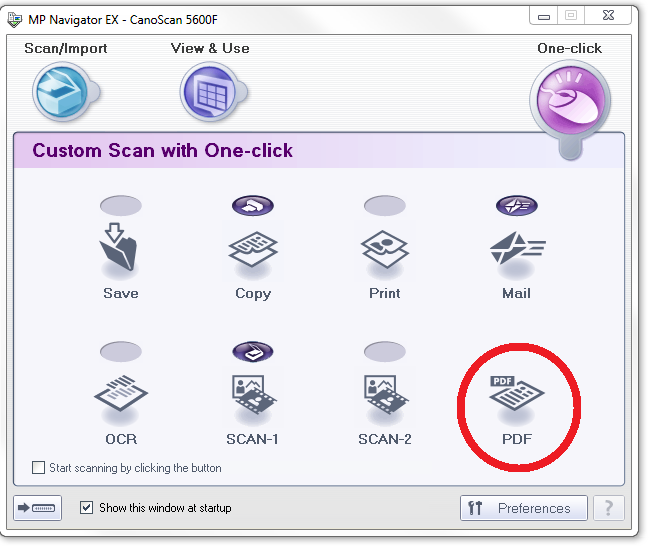 MP Navigator EX - CanoScan 5600F
Scan/Import
View & Use
One-click
Custom Scan with One-click
Save
Copy
Print
Mail
PDF
OCR
SCAN-1
SCAN-2
PDF
Start scanning by clicking the button
Show this window at startup
Preferences
?